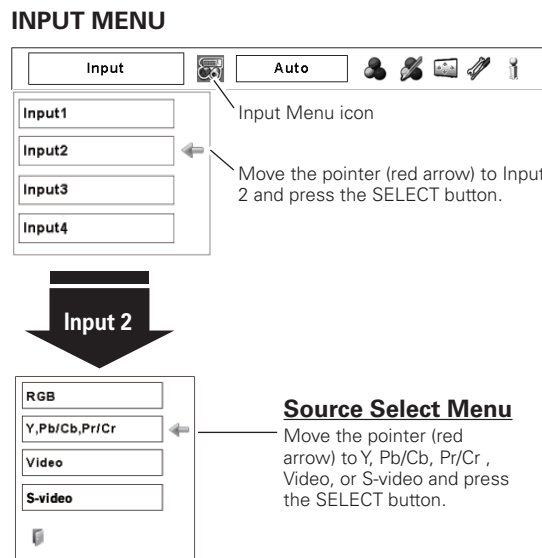 INPUT MENU
Input Auto
Input Menu icon
Input1
Input2
Move the pointer (red arrow) to Input
2 and press the SELECT button.
Input3
Input4
Input 2
RGB
Y,Pb/Cb,Pr/Cr
Video
S-video
Source Select Menu
Move the pointer (red
arrow) to Y, Pb/Cb, Pr/Cr ,
Video, or S-video and press
the SELECT button.